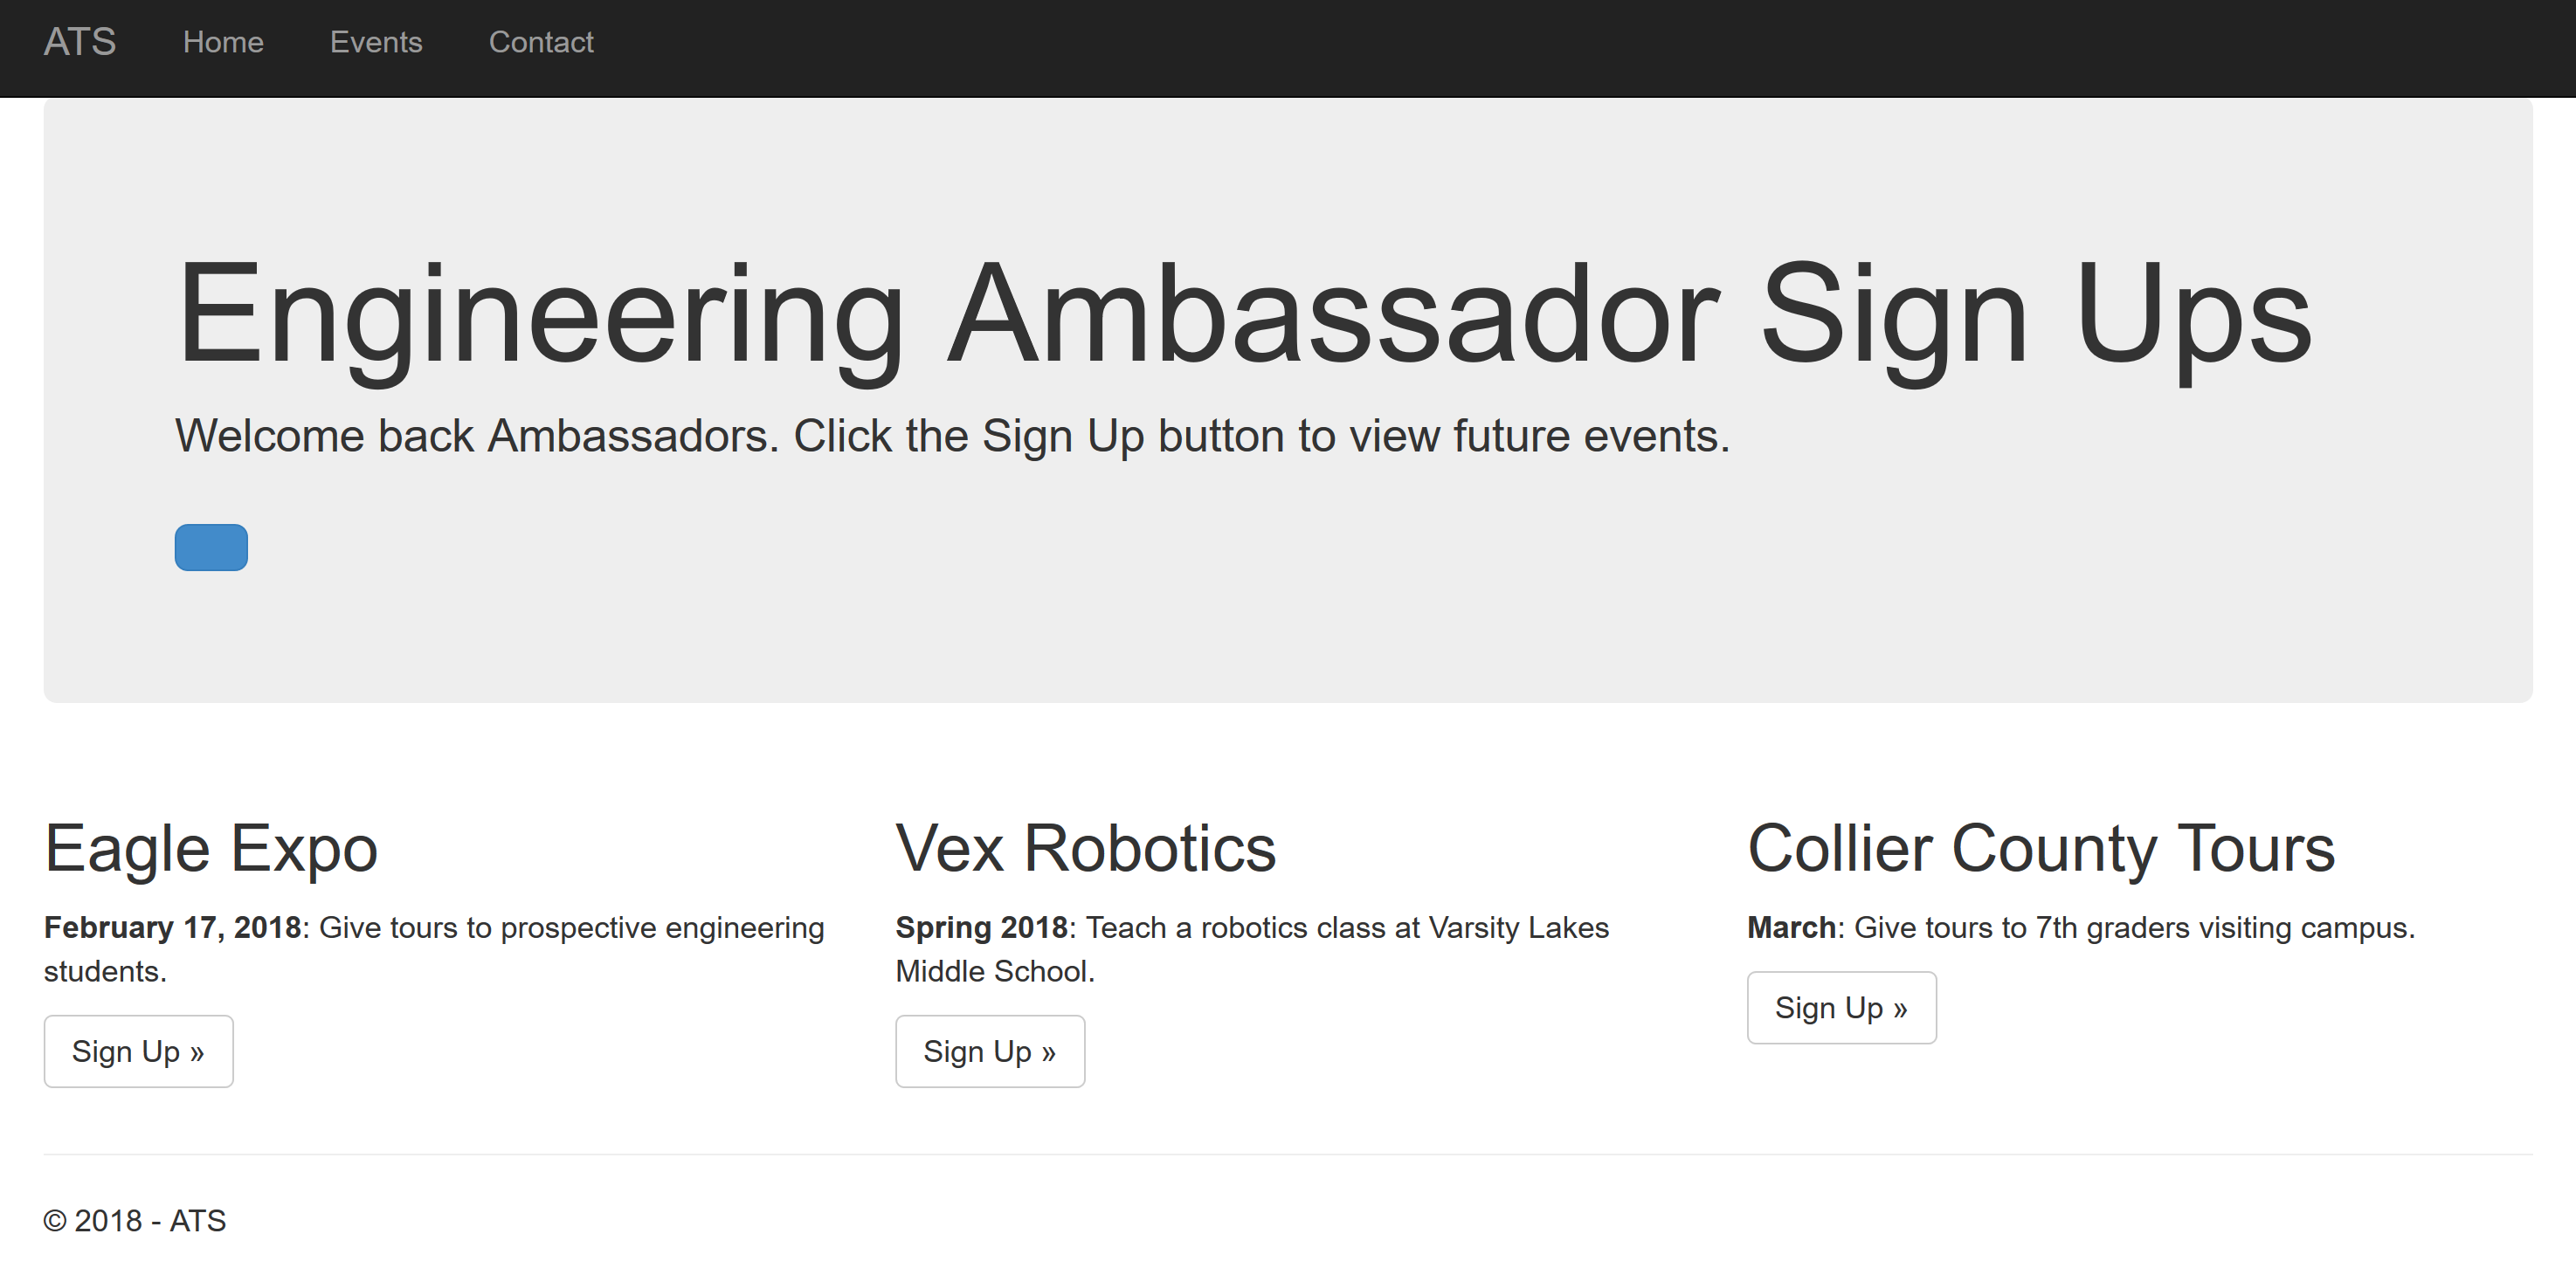 ATS Home Events Contact
Engineering Ambassador Sign Ups
Welcome back Ambassadors. Click the Sign Up button to view future events.
Eagle Expo
February 17, 2018: Give tours to prospective engineering
students.
Sign Up »
Vex Robotics
Spring 2018: Teach a robotics class at Varsity Lakes
Middle School.
Sign Up »
Collier County Tours
March: Give tours to 7th graders visiting campus.
Sign Up »
© 2018 - ATS